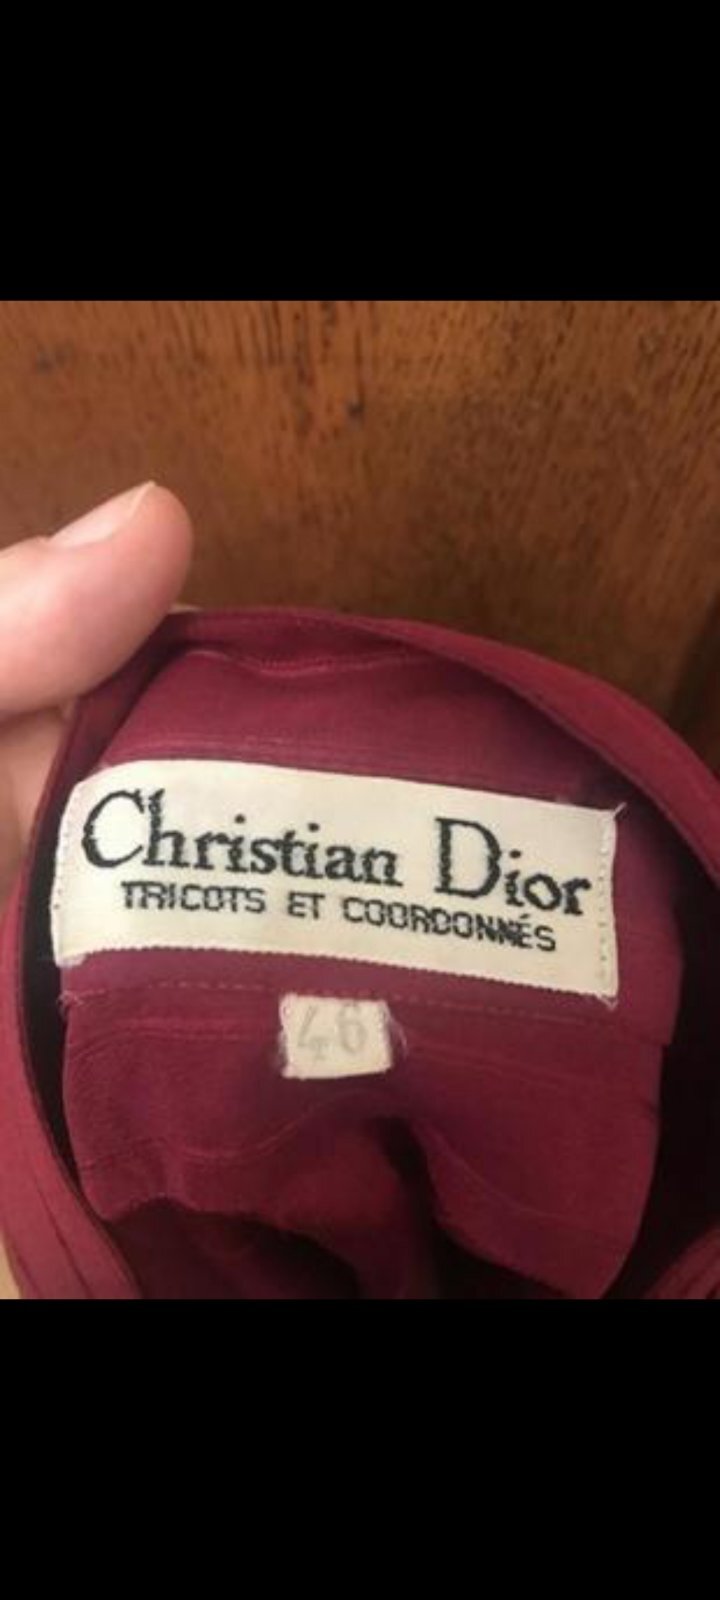 Christian Dior
TRICOTS ET COORDONNÉS
46